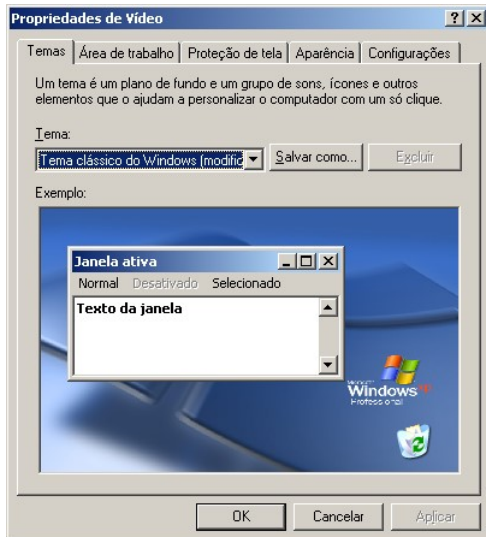 Propriedades de Vídeo
Temas Área de trabalho Proteção de tela Aparência Configurações
Um tema é um plano de fundo e um grupo de sons, ícones e outros
elementos que o ajudam a personalizar o computador com um só clique.
Tema:
Tema clássico do Windows (modific Salvar como... Excluir
Exemplo:
Janela ativa
Normal Desativado Selecionado
Texto da janela
Microsoft
Windows XP
Professional
OK Cancelar Aplicar